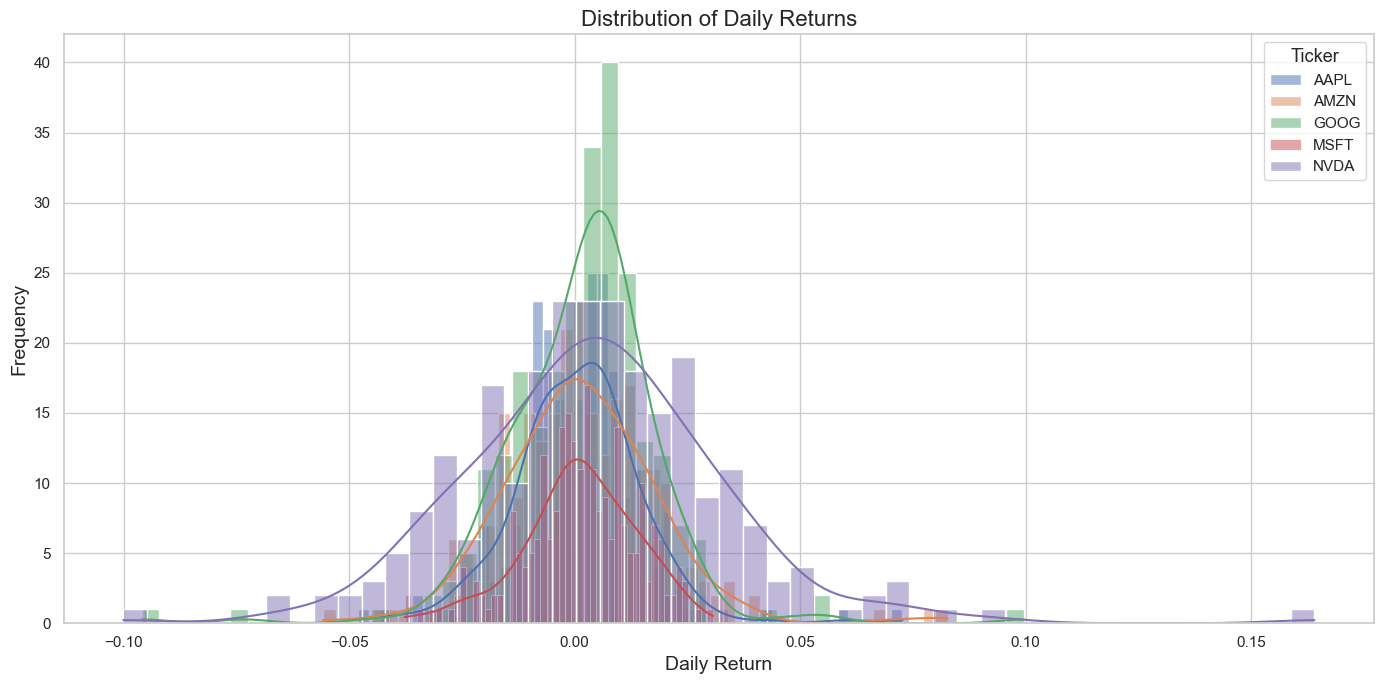 Distribution of Daily Returns
Ticker
AAPL
AMZN
GOOG
MSFT
NVDA
Frequency
40
35
30
25
20
15
10
5
0
−0.10
−0.05
0.00
0.05
0.10
0.15
Daily Return